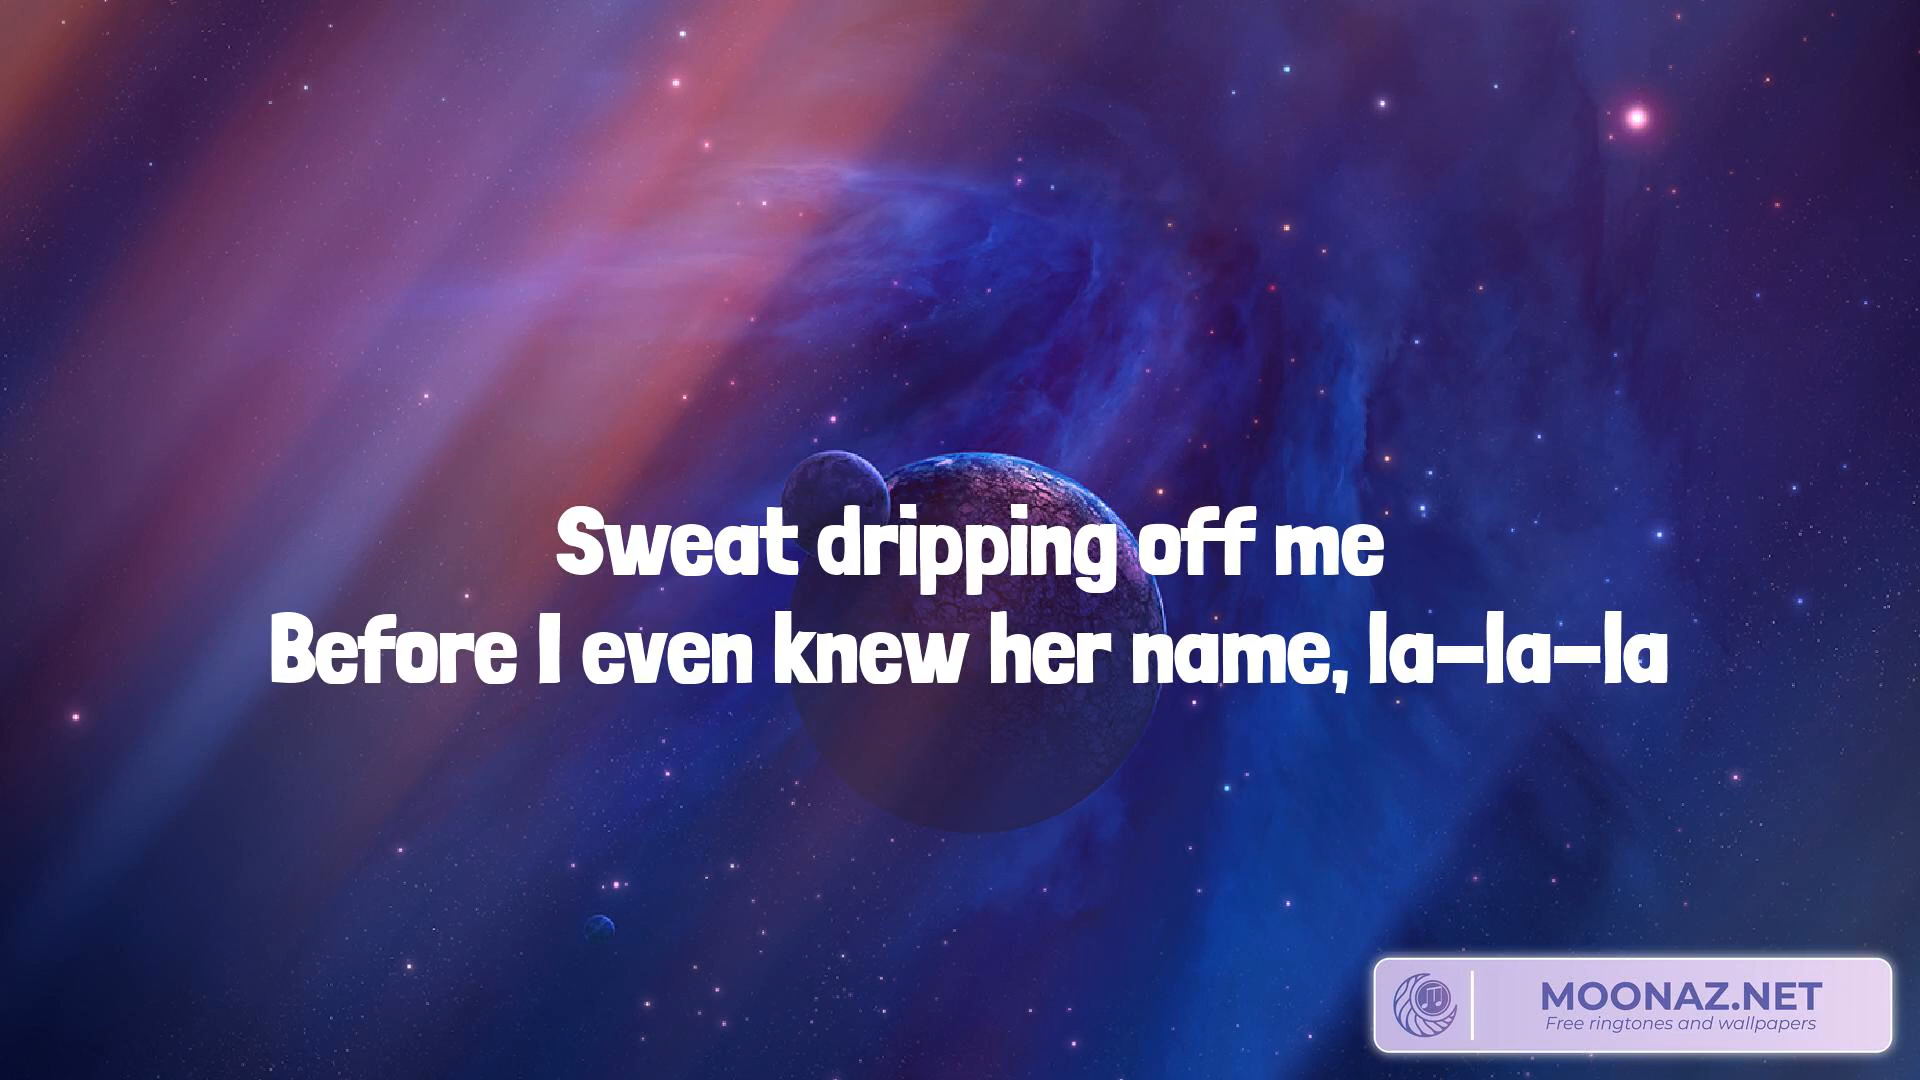 Sweat dripping off me
Before I even knew her name, la-la-la
MOONAZ.NET
Free ringtones and wallpapers